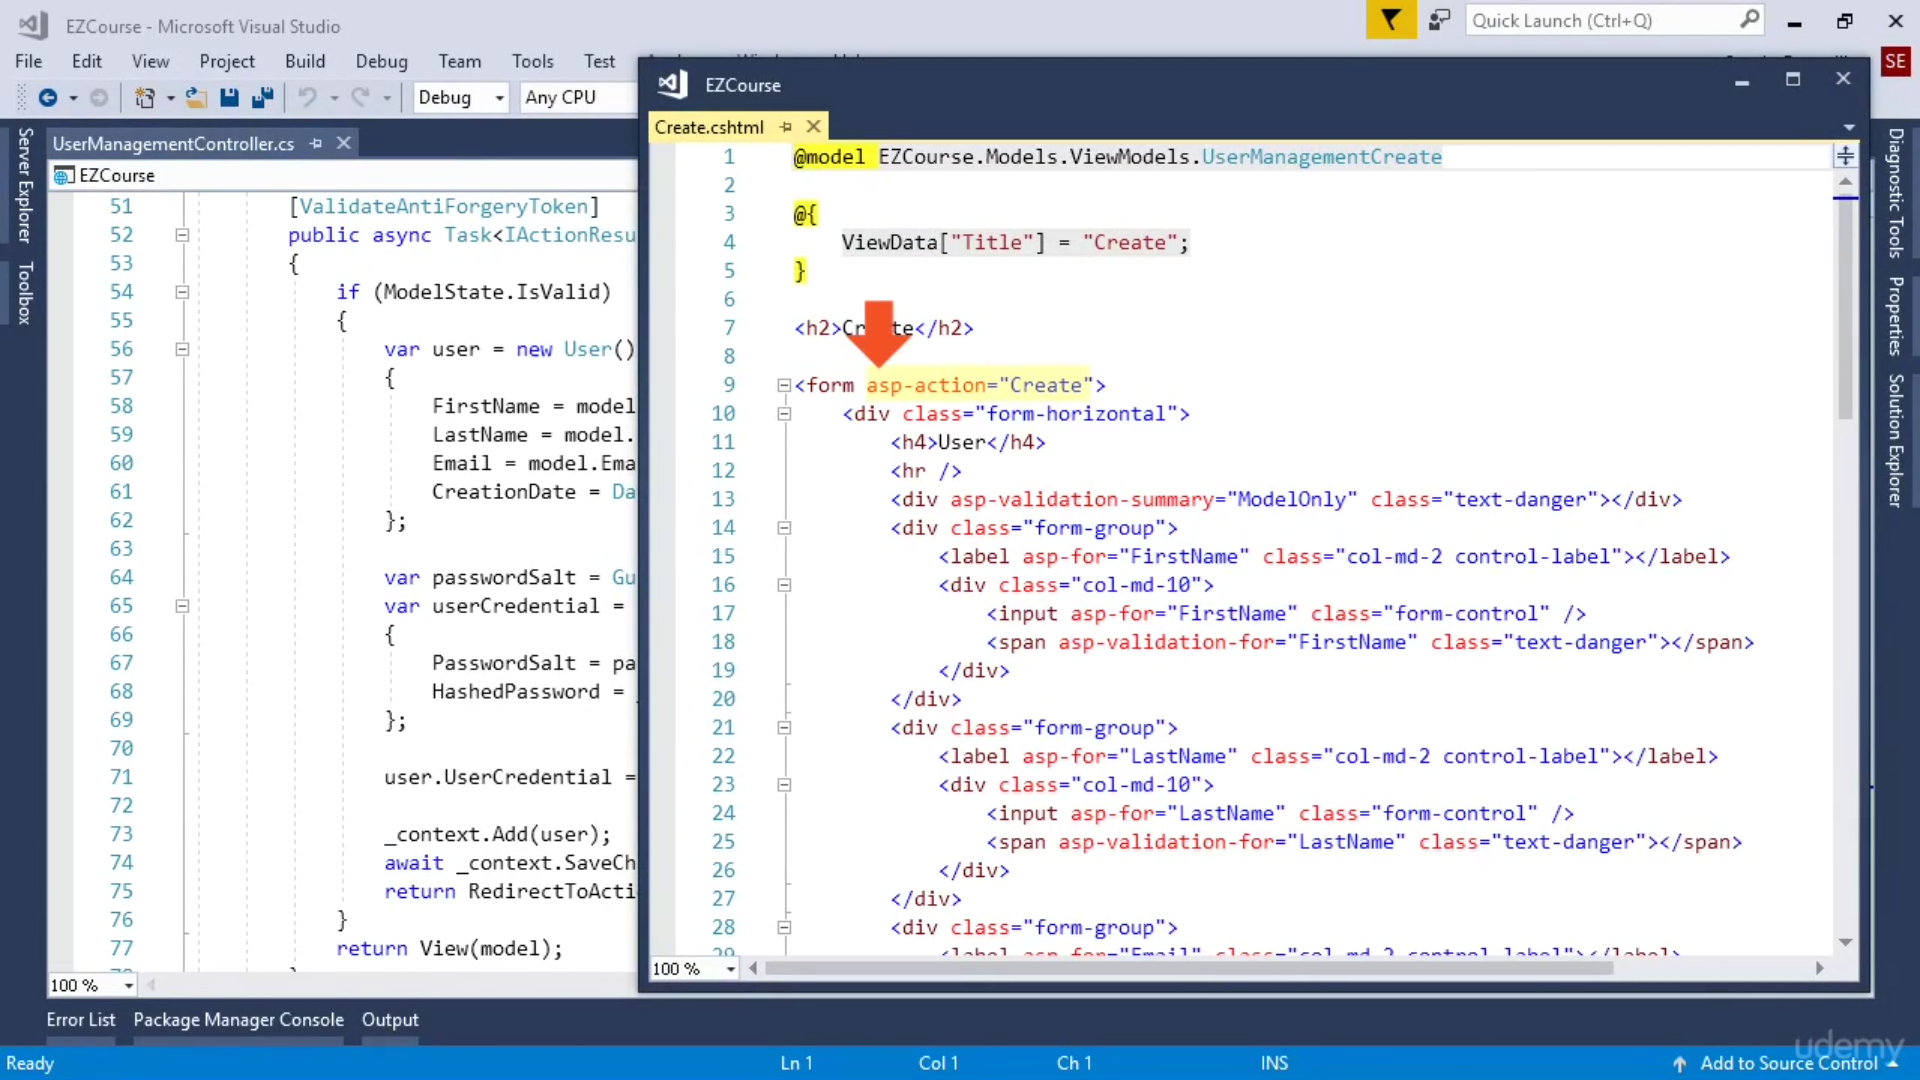 EZCourse - Microsoft Visual Studio
Quick Launch (Ctrl+Q)
File Edit View Project Build Debug Team Tools Test
SE
Debug Any CPU
Server Explorer
Toolbox
UserManagementController.cs
EZCourse
51 [ValidateAntiForgeryToken]
52 public async Task<IActionResu
53 {
54 if (ModelState.IsValid)
55 {
56 var user = new User()
57 {
58 FirstName = model
59 LastName = model.
60 Email = model.Ema
61 CreationDate = Da
62 };
63
64 var passwordSalt = Gu
65 var userCredential =
66 {
67 PasswordSalt = pa
68 HashedPassword =
69 };
70
71 user.UserCredential =
72
73 _context.Add(user);
74 await _context.SaveCh
75 return RedirectToActi
76 }
77 return View(model);
100 %
EZCourse
Create.cshtml
1 @model EZCourse.Models.ViewModels.UserManagementCreate
2
3 @{
4 ViewData["Title"] = "Create";
5 }
6
7 <h2>Cr te</h2>
8
9 <form asp-action="Create">
10 <div class="form-horizontal">
11 <h4>User</h4>
12 <hr />
13 <div asp-validation-summary="ModelOnly" class="text-danger"></div>
14 <div class="form-group">
15 <label asp-for="FirstName" class="col-md-2 control-label"></label>
16 <div class="col-md-10">
17 <input asp-for="FirstName" class="form-control" />
18 <span asp-validation-for="FirstName" class="text-danger"></span>
19 </div>
20 </div>
21 <div class="form-group">
22 <label asp-for="LastName" class="col-md-2 control-label"></label>
23 <div class="col-md-10">
24 <input asp-for="LastName" class="form-control" />
25 <span asp-validation-for="LastName" class="text-danger"></span>
26 </div>
27 </div>
28 <div class="form-group">
29 <label asp-for="Email" class="col-md-2 control-label"></label>
100 %
Diagnostic Tools
Properties
Solution Explorer
Error List Package Manager Console Output
Ready Ln 1 Col 1 Ch 1 INS Add to Source Control
udemy